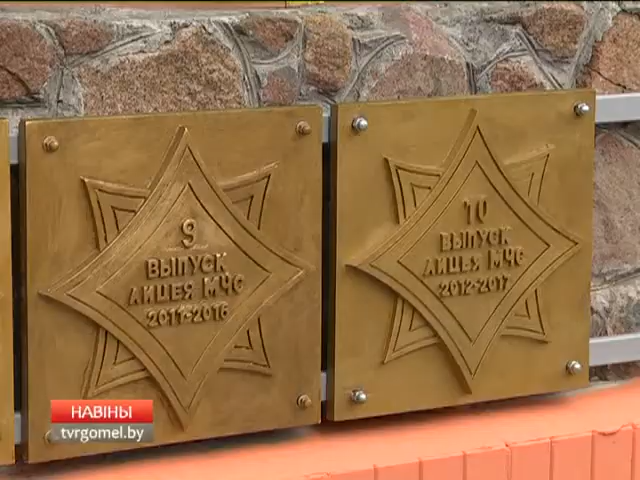 9
ВЫПУСК
ЛИЦЕЯ МЧС
2011-2016
10
ВЫПУСК
ЛИЦЕЯ МЧС
2012-2017
НАВІНЫ
tvrgomel.by